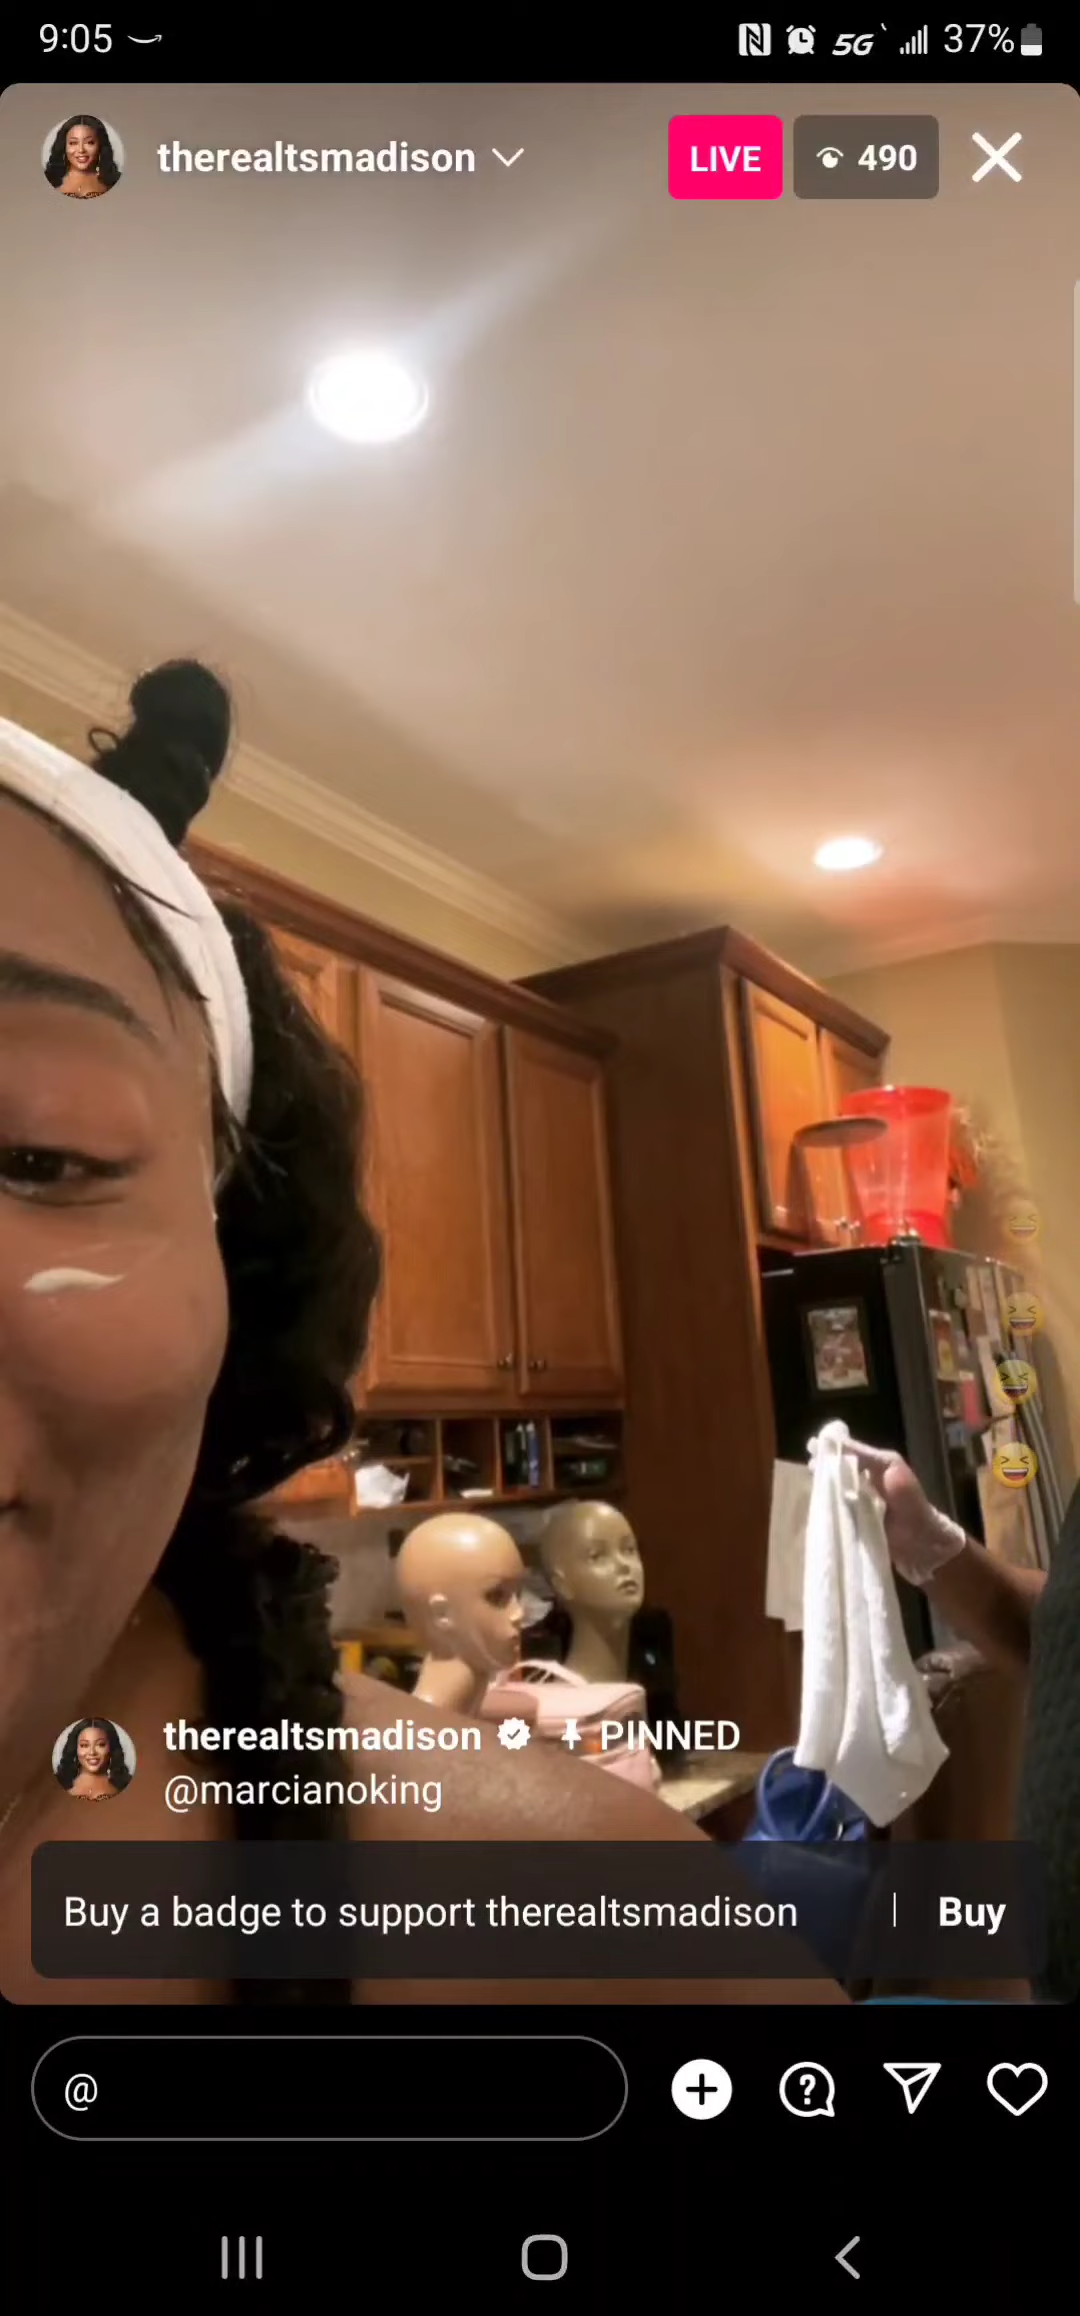 9:05
5G 37%
therealtsmadison LIVE 490
therealtsmadison PINNED
@marcianoking
Buy a badge to support therealtsmadison | Buy
@